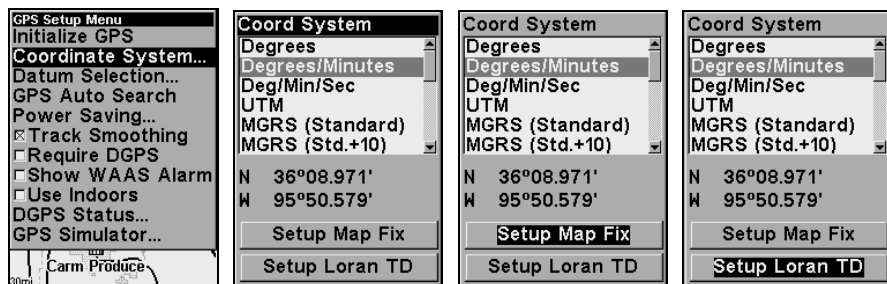 GPS Setup Menu
Initialize GPS
Coordinate System...
Datum Selection...
GPS Auto Search
Power Saving...
Track Smoothing
Require DGPS
Show WAAS Alarm
Use Indoors
DGPS Status...
GPS Simulator...
Carm Produce
30mi
Coord System
Degrees
Degrees/Minutes
Deg/Min/Sec
UTM
MGRS (Standard)
MGRS (Std.+10)
N 36º08.971'
W 95º50.579'
Setup Map Fix
Setup Loran TD
Coord System
Degrees
Degrees/Minutes
Deg/Min/Sec
UTM
MGRS (Standard)
MGRS (Std.+10)
N 36º08.971'
W 95º50.579'
Setup Map Fix
Setup Loran TD
Coord System
Degrees
Degrees/Minutes
Deg/Min/Sec
UTM
MGRS (Standard)
MGRS (Std.+10)
N 36º08.971'
W 95º50.579'
Setup Map Fix
Setup Loran TD